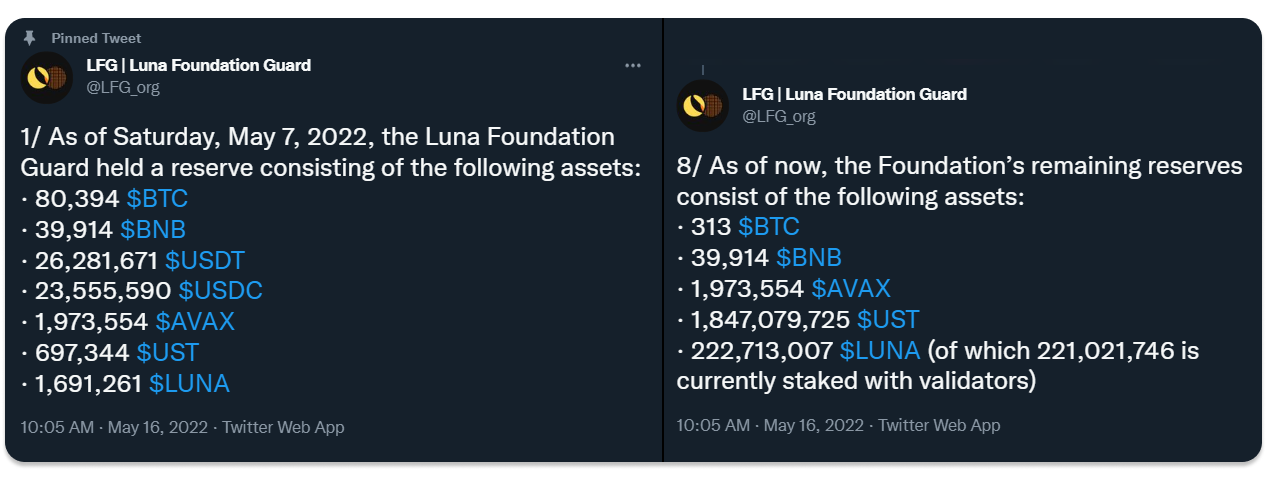 Pinned Tweet
LFG | Luna Foundation Guard
@LFG_org
1/ As of Saturday, May 7, 2022, the Luna Foundation
Guard held a reserve consisting of the following assets:
· 80,394 $BTC
· 39,914 $BNB
· 26,281,671 $USDT
· 23,555,590 $USDC
· 1,973,554 $AVAX
· 697,344 $UST
· 1,691,261 $LUNA
10:05 AM · May 16, 2022 · Twitter Web App
LFG | Luna Foundation Guard
@LFG_org
8/ As of now, the Foundation’s remaining reserves
consist of the following assets:
· 313 $BTC
· 39,914 $BNB
· 1,973,554 $AVAX
· 1,847,079,725 $UST
· 222,713,007 $LUNA (of which 221,021,746 is
currently staked with validators)
10:05 AM · May 16, 2022 · Twitter Web App